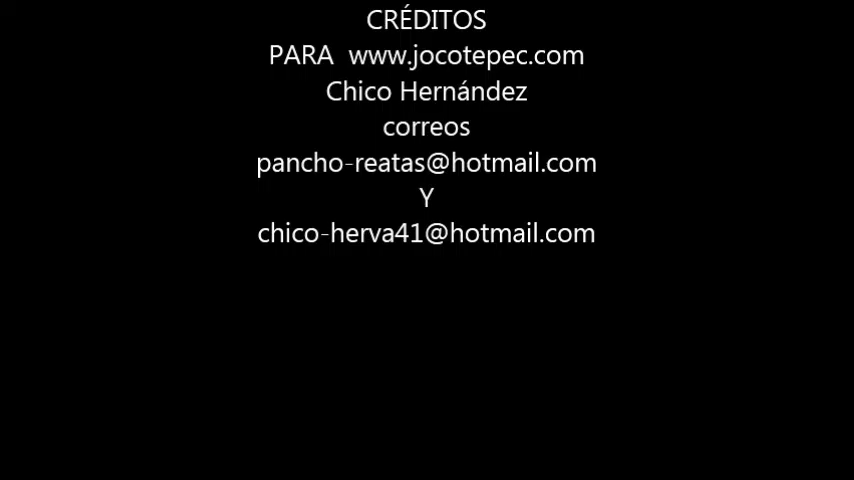 CRÉDITOS
PARA  www.jocotepec.com
Chico Hernández
correos
pancho-reatas@hotmail.com
Y
chico-herva41@hotmail.com